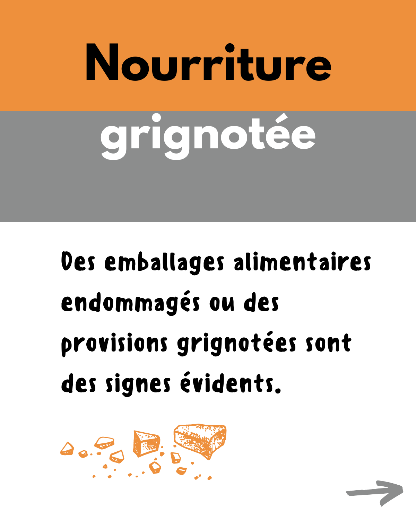 Nourriture
grignotée
Des emballages alimentaires
endommagés ou des
provisions grignotées sont
des signes évidents.